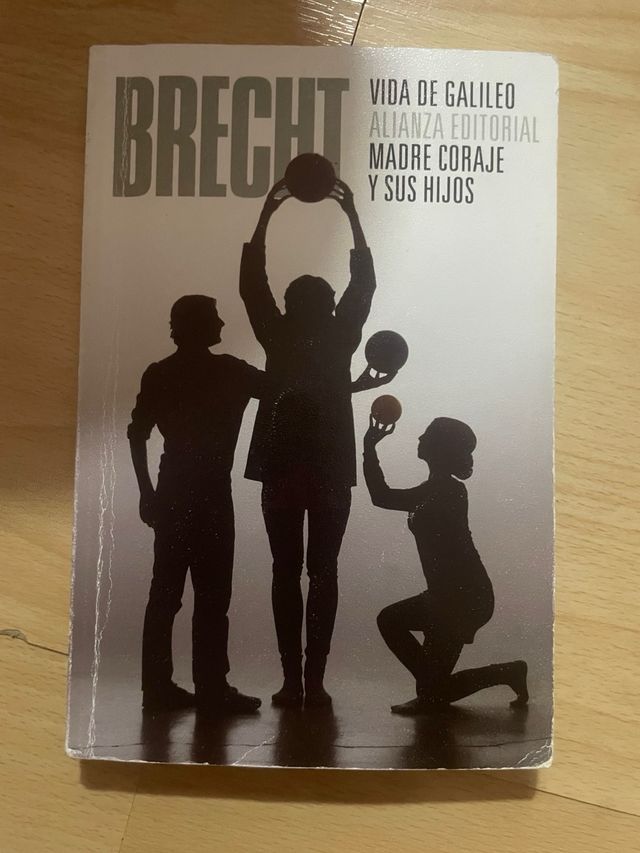 BRECHT
VIDA DE GALILEO
ALIANZA EDITORIAL
MADRE CORAJE
Y SUS HIJOS